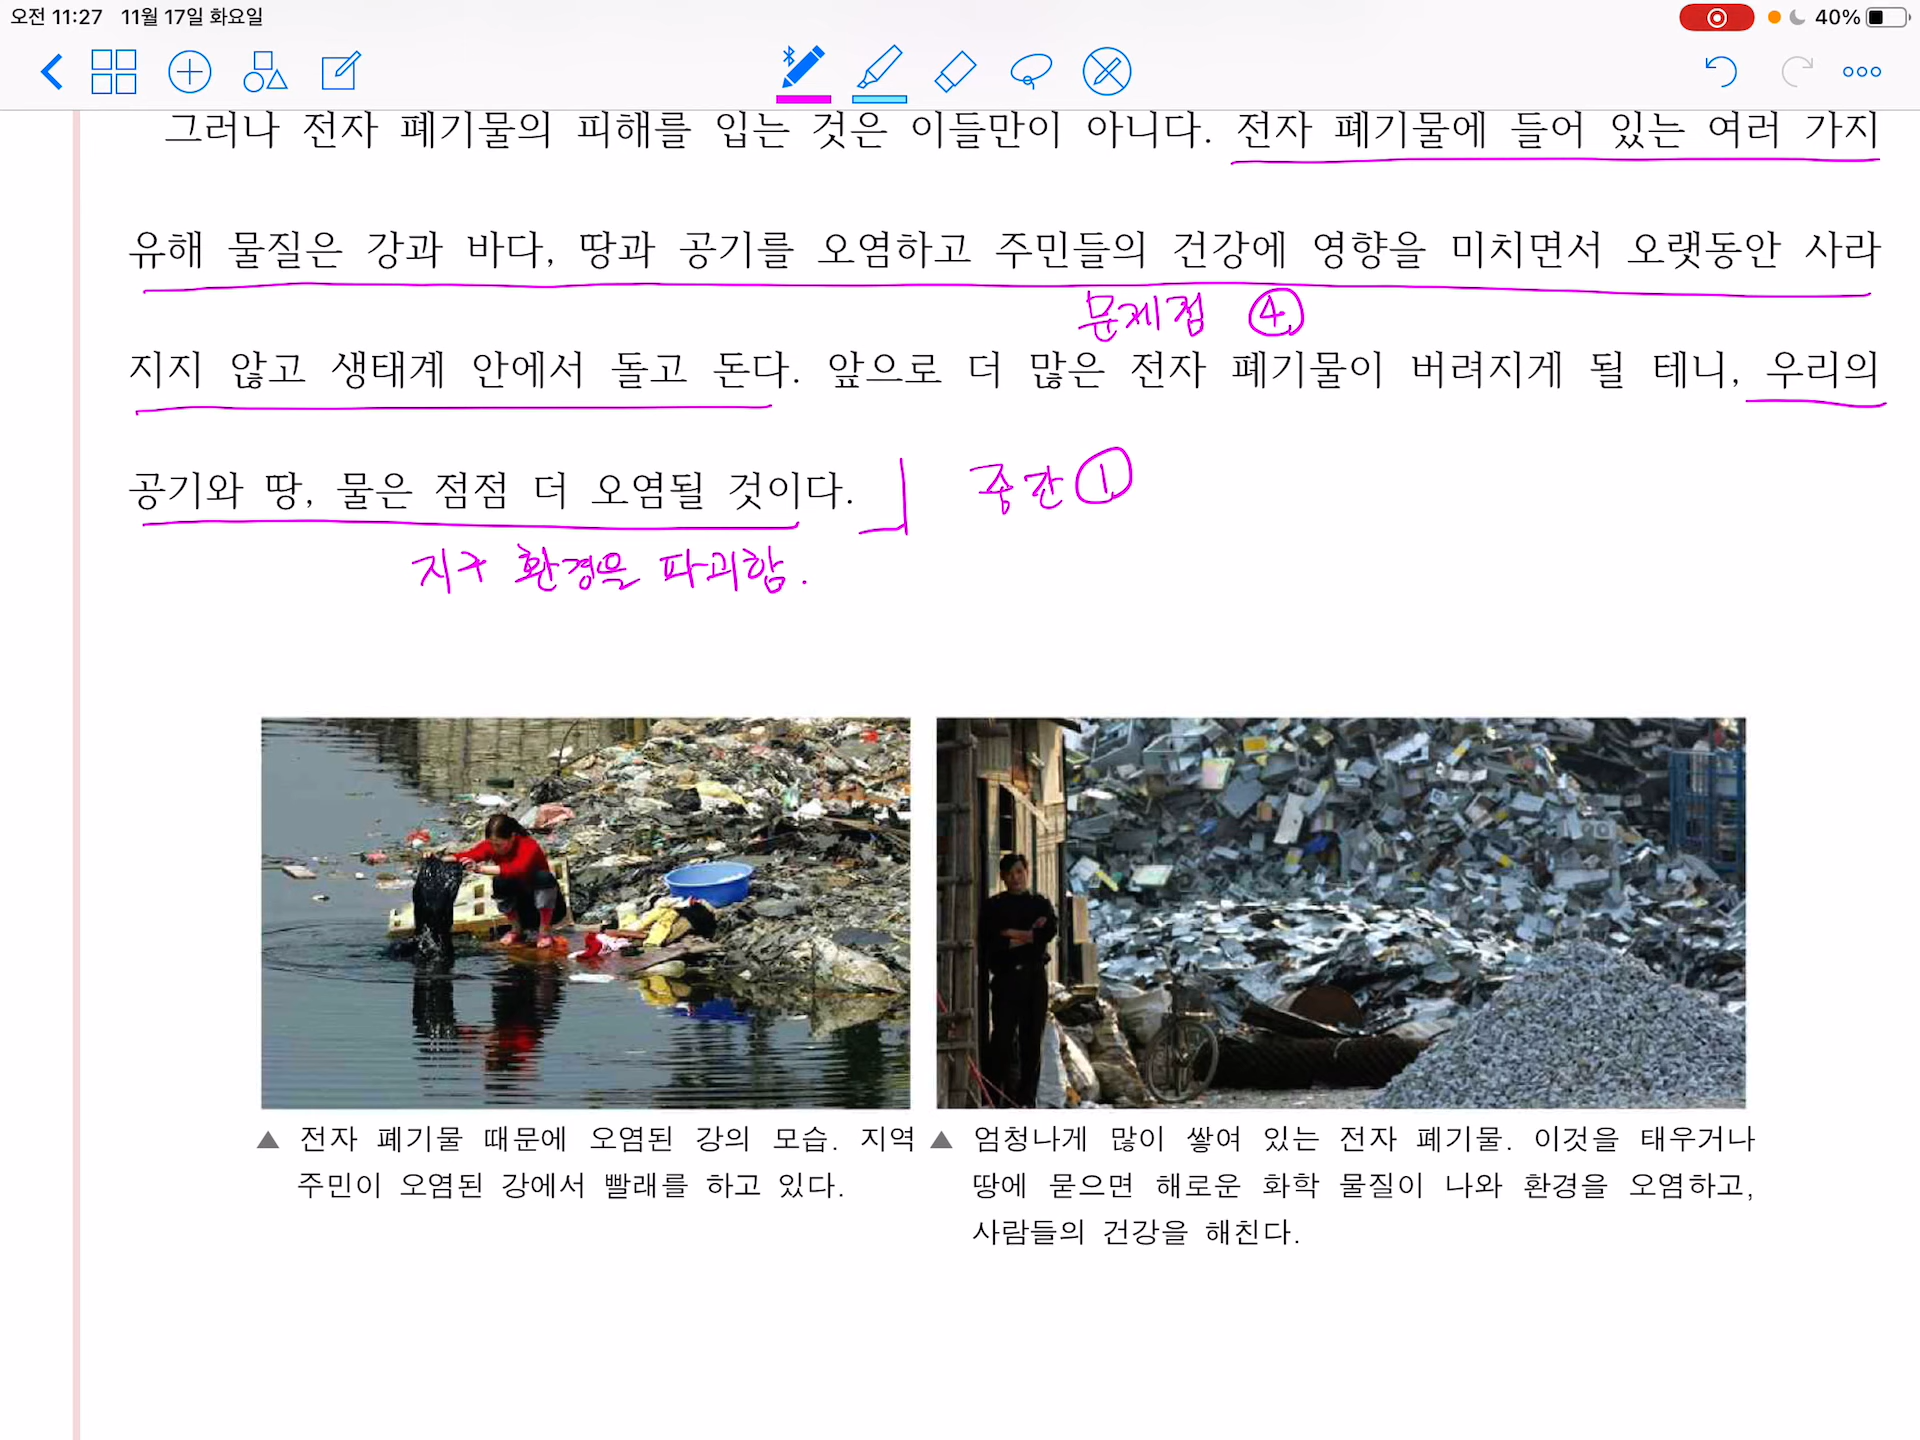 오전 11:27 11월 17일 화요일
40%
그러나 전자 폐기물의 피해를 입는 것은 이들만이 아니다. 전자 폐기물에 들어 있는 여러 가지
유해 물질은 강과 바다, 땅과 공기를 오염하고 주민들의 건강에 영향을 미치면서 오랫동안 사라
문제점 ④
지지 않고 생태계 안에서 돌고 돈다. 앞으로 더 많은 전자 폐기물이 버려지게 될 테니, 우리의
공기와 땅, 물은 점점 더 오염될 것이다.
중간 ①
지구 환경을 파괴함.
▲ 전자 폐기물 때문에 오염된 강의 모습. 지역
주민이 오염된 강에서 빨래를 하고 있다.
▲ 엄청나게 많이 쌓여 있는 전자 폐기물. 이것을 태우거나
땅에 묻으면 해로운 화학 물질이 나와 환경을 오염하고,
사람들의 건강을 해친다.